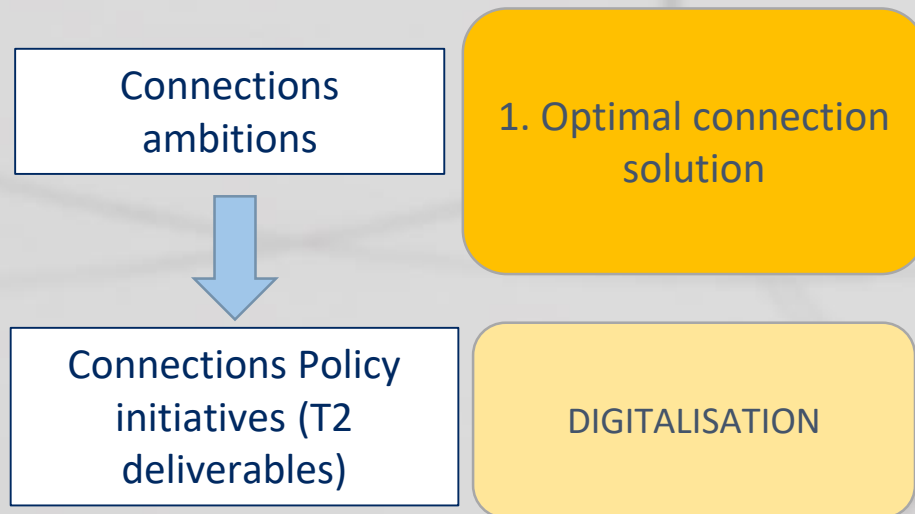 Connections
ambitions
1. Optimal connection
solution
Connections Policy
initiatives (T2
deliverables)
DIGITALISATION